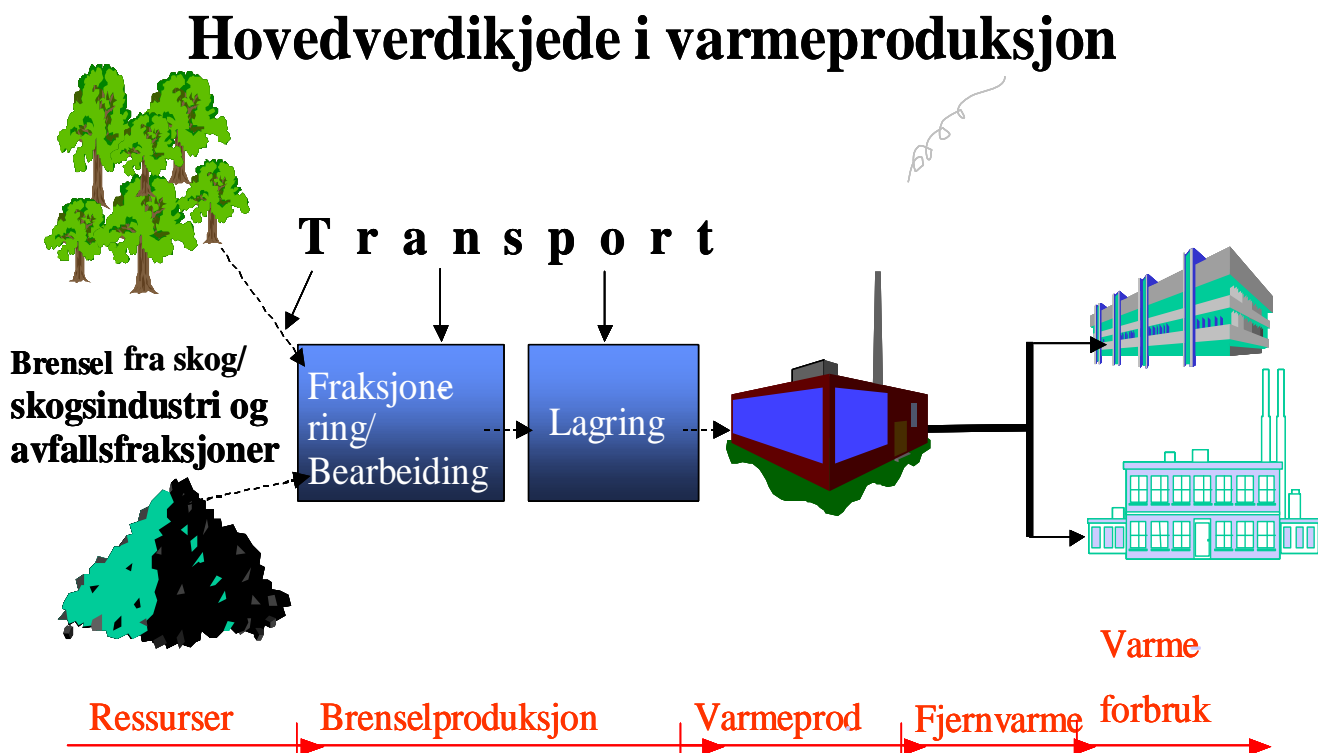 Hovedverdikjede i varmeproduksjon
T r a n s p o r t
Brensel fra skog/
skogsindustri og
avfallsfraksjoner
Fraksjone
ring/
Bearbeiding
Lagring
Ressurser
Brenselproduksjon
Varmeprod
Fjernvarme
Varme
forbruk